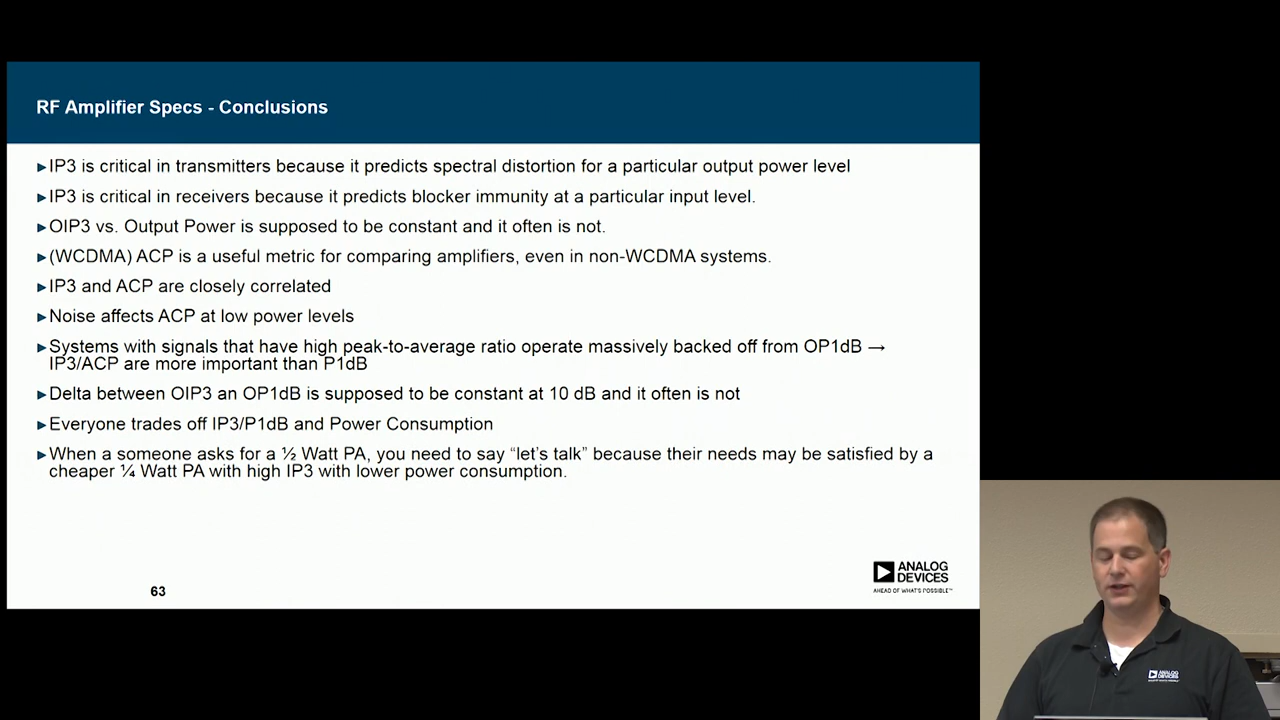 RF Amplifier Specs - Conclusions
►IP3 is critical in transmitters because it predicts spectral distortion for a particular output power level
►IP3 is critical in receivers because it predicts blocker immunity at a particular input level.
►OIP3 vs. Output Power is supposed to be constant and it often is not.
►(WCDMA) ACP is a useful metric for comparing amplifiers, even in non-WCDMA systems.
►IP3 and ACP are closely correlated
►Noise affects ACP at low power levels
►Systems with signals that have high peak-to-average ratio operate massively backed off from OP1dB →
IP3/ACP are more important than P1dB
►Delta between OIP3 an OP1dB is supposed to be constant at 10 dB and it often is not
►Everyone trades off IP3/P1dB and Power Consumption
►When a someone asks for a ½ Watt PA, you need to say “let’s talk” because their needs may be satisfied by a
cheaper ¼ Watt PA with high IP3 with lower power consumption.
63
ANALOG
DEVICES
AHEAD OF WHAT'S POSSIBLE™
ANALOG
DEVICES